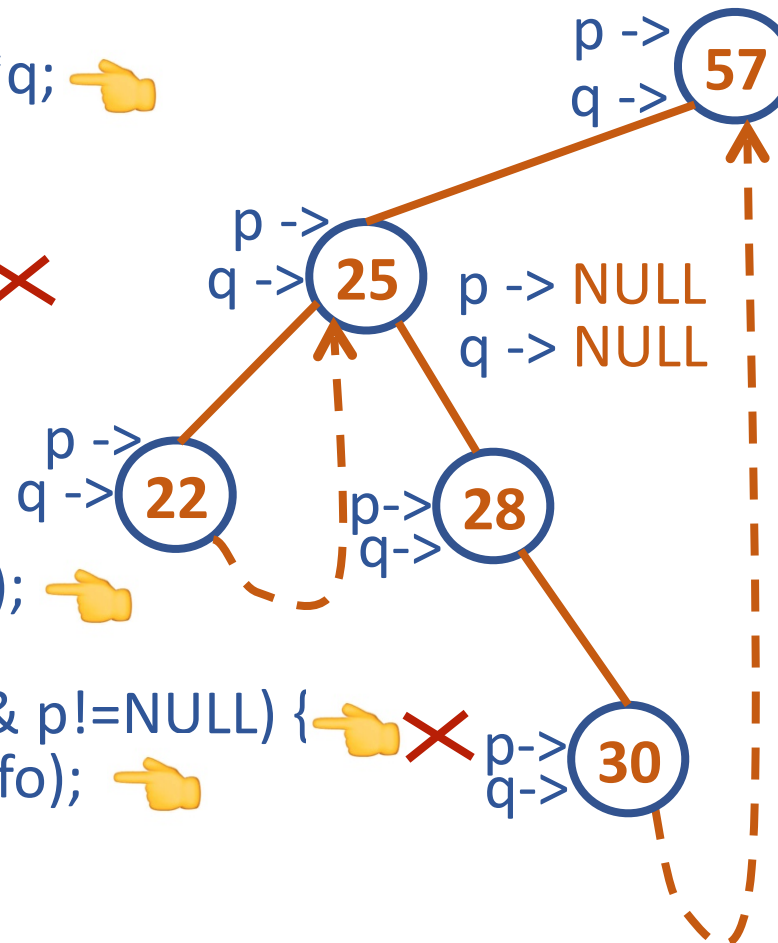 p ->
q ->
57
q;
p ->
q ->
25
p -> NULL
q -> NULL
p ->
q ->
22
p->
q->
28
);
& p!=NULL) {
fo);
p->
q->
30